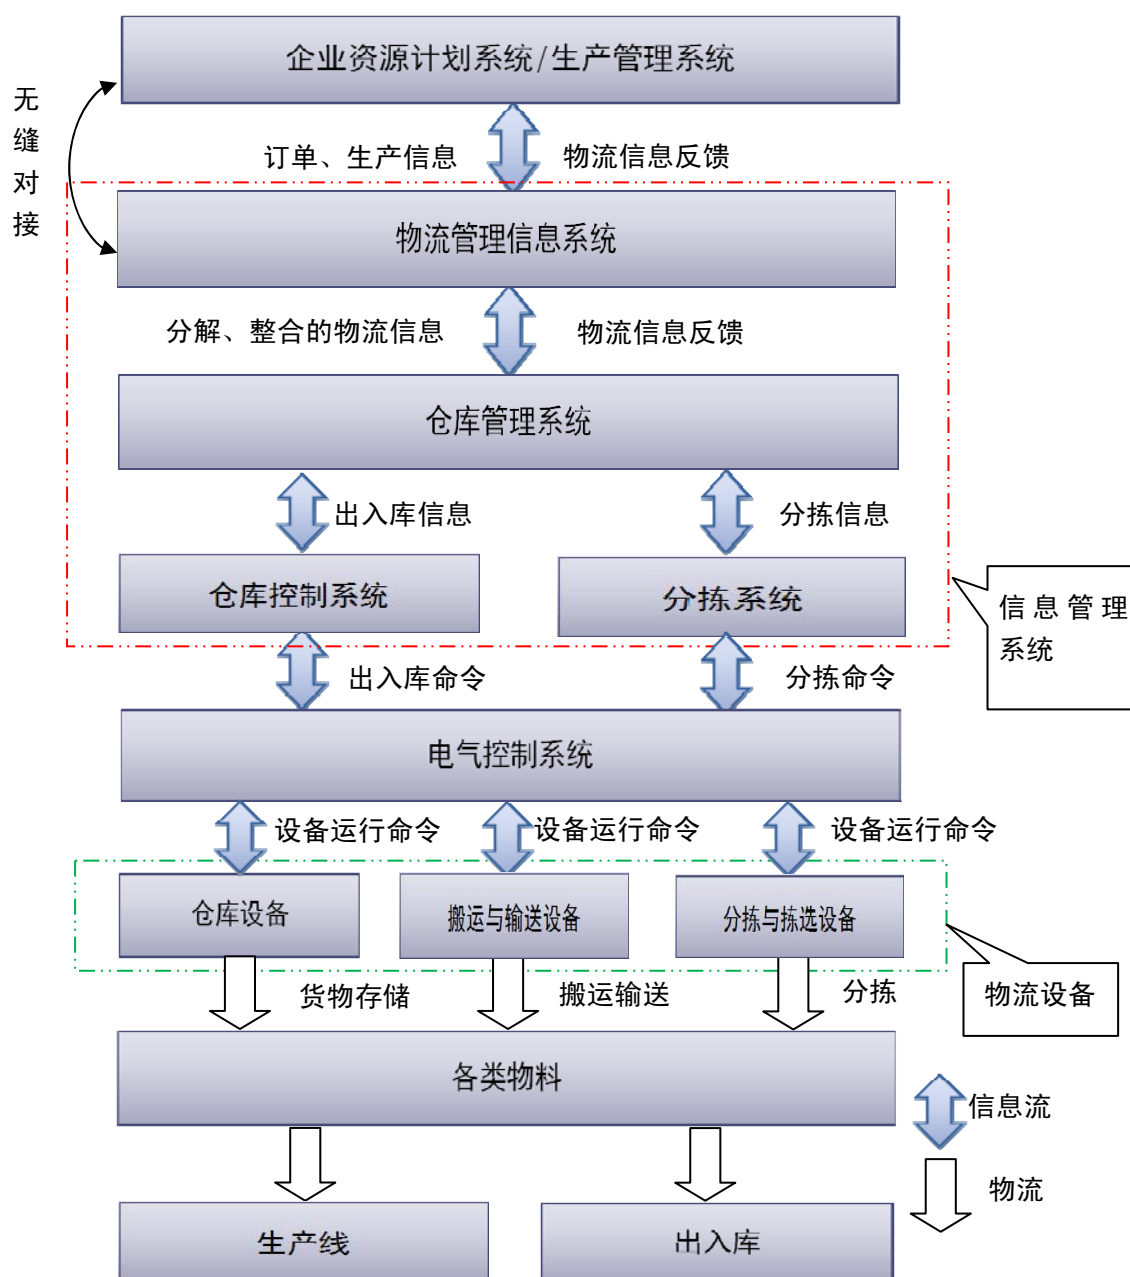 企业资源计划系统/生产管理系统
无
缝
对
接
订单、生产信息
物流信息反馈
物流管理信息系统
分解、整合的物流信息
物流信息反馈
仓库管理系统
出入库信息
分拣信息
仓库控制系统
分拣系统
信息管理
系统
出入库命令
分拣命令
电气控制系统
设备运行命令
设备运行命令
设备运行命令
仓库设备
搬运与输送设备
分拣与拣选设备
货物存储
搬运输送
分拣
物流设备
各类物料
信息流
物流
生产线
出入库